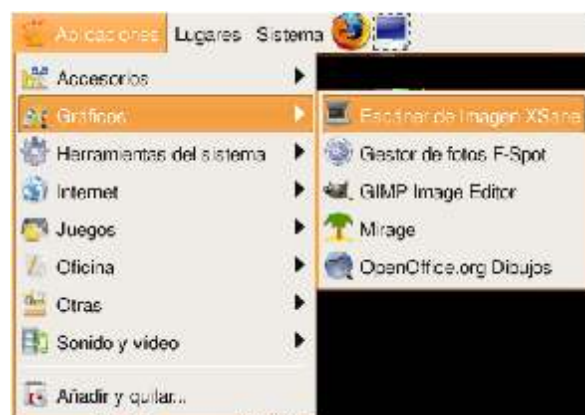 Aplicaciones Lugares Sistema
Accesorios
Gráficos
Herramientas del sistema
Internet
Juegos
Oficina
Otras
Sonido y vídeo
Añadir y quitar...
Escáner de Imagen XSane
Gestor de fotos F-Spot
GIMP Image Editor
Mirage
OpenOffice.org Dibujos